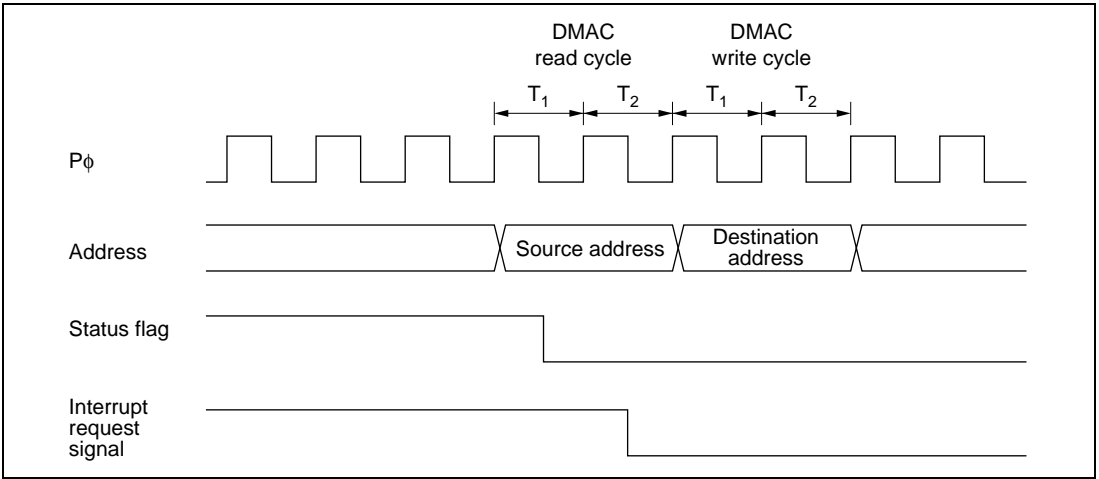 DMAC
read cycle
DMAC
write cycle
T1 T2 T1 T2
Pϕ
Address
Source address
Destination
address
Status flag
Interrupt
request
signal